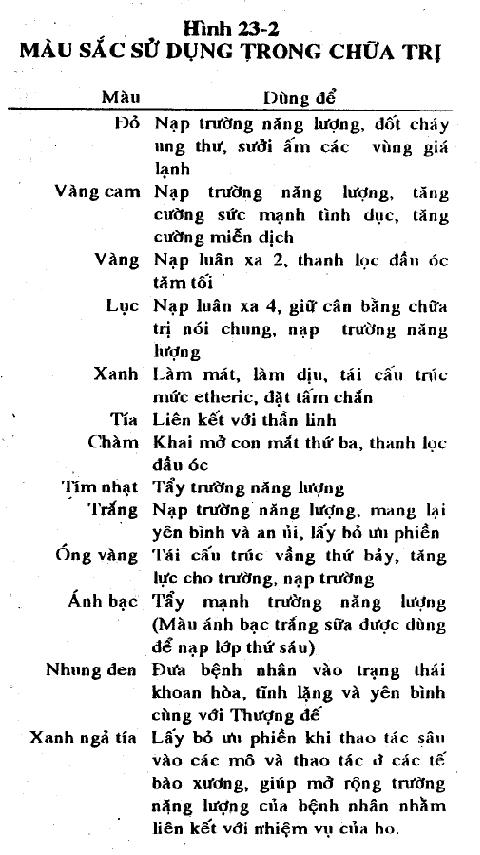 Hình 23-2
MÀU SẮC SỬ DỤNG TRONG CHỮA TRỊ
Màu Dùng để
Đỏ Nạp trường năng lượng, đốt cháy
ung thư, sưởi ấm các vùng giá
lạnh
Vàng cam Nạp trường năng lượng, tăng
cường sức mạnh tình dục, tăng
cường miễn dịch
Vàng Nạp luân xa 2, thanh lọc đầu óc
tăm tối
Lục Nạp luân xa 4, giữ cân bằng chữa
trị nói chung, nạp trường năng
lượng
Xanh Làm mát, làm dịu, tái cấu trúc
mức etheric, đặt tấm chắn
Tía Liên kết với thần linh
Chàm Khai mở con mắt thứ ba, thanh lọc
đầu óc
Tím nhạt Tẩy trường năng lượng
Trắng Nạp trường năng lượng, mang lại
yên bình và an ủi, lấy bỏ ưu phiền
Óng vàng Tái cấu trúc vầng thứ bảy, tăng
lực cho trường, nạp trường
Ánh bạc Tẩy mạnh trường năng lượng
(Màu ánh bạc trắng sữa được dùng
để nạp lớp thứ sáu)
Nhung đen Đưa bệnh nhân vào trạng thái
khoan hòa, tĩnh lặng và yên bình
cùng với Thượng đế
Xanh ngả tía Lấy bỏ ưu phiền khi thao tác sâu
vào các mô và thao tác ở các tế
bào xương, giúp mở rộng trường
năng lượng của bệnh nhân nhằm
liên kết với nhiệm vụ của họ.